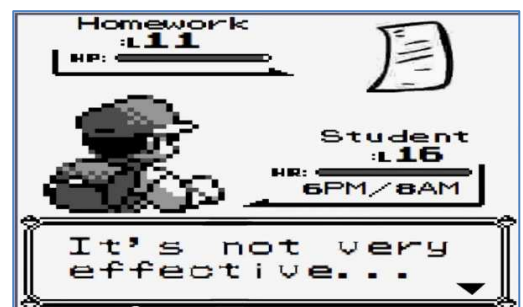 Homework
:L11
HP:
Student
:L16
HP:
6PM/8AM
It's not very
effective...